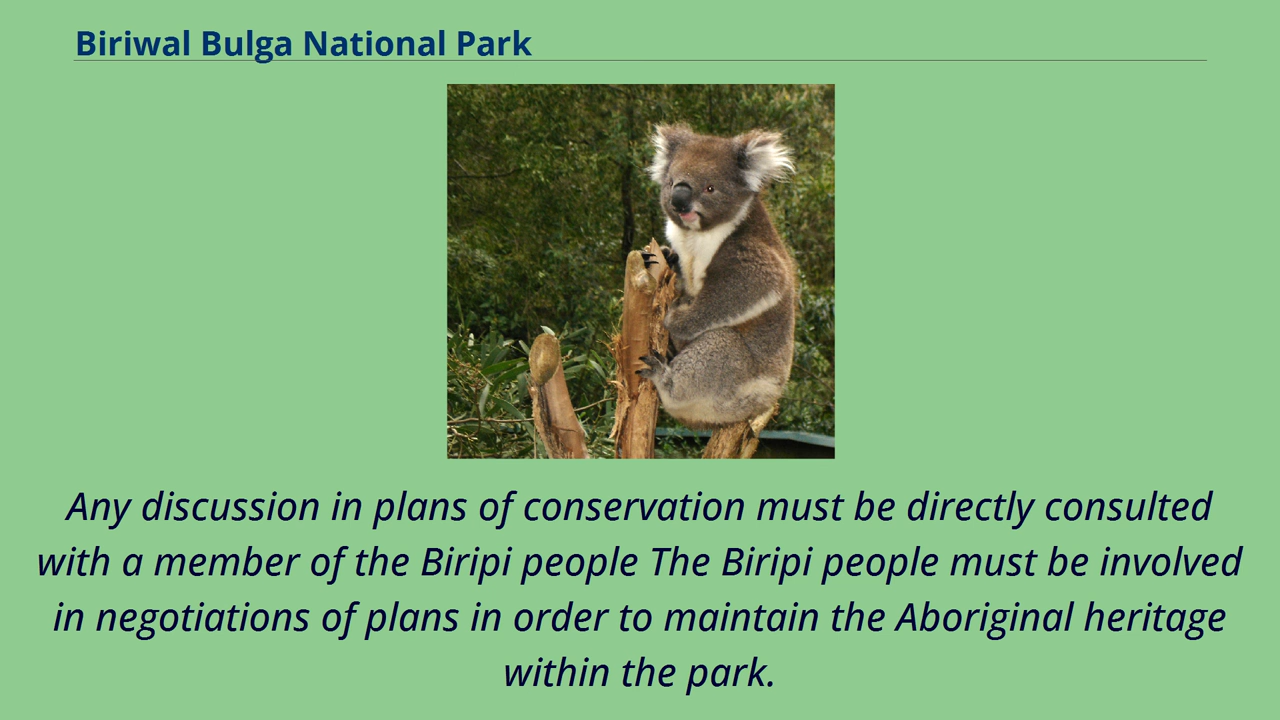 Biriwal Bulga National Park
Any discussion in plans of conservation must be directly consulted
with a member of the Biripi people The Biripi people must be involved
in negotiations of plans in order to maintain the Aboriginal heritage
within the park.